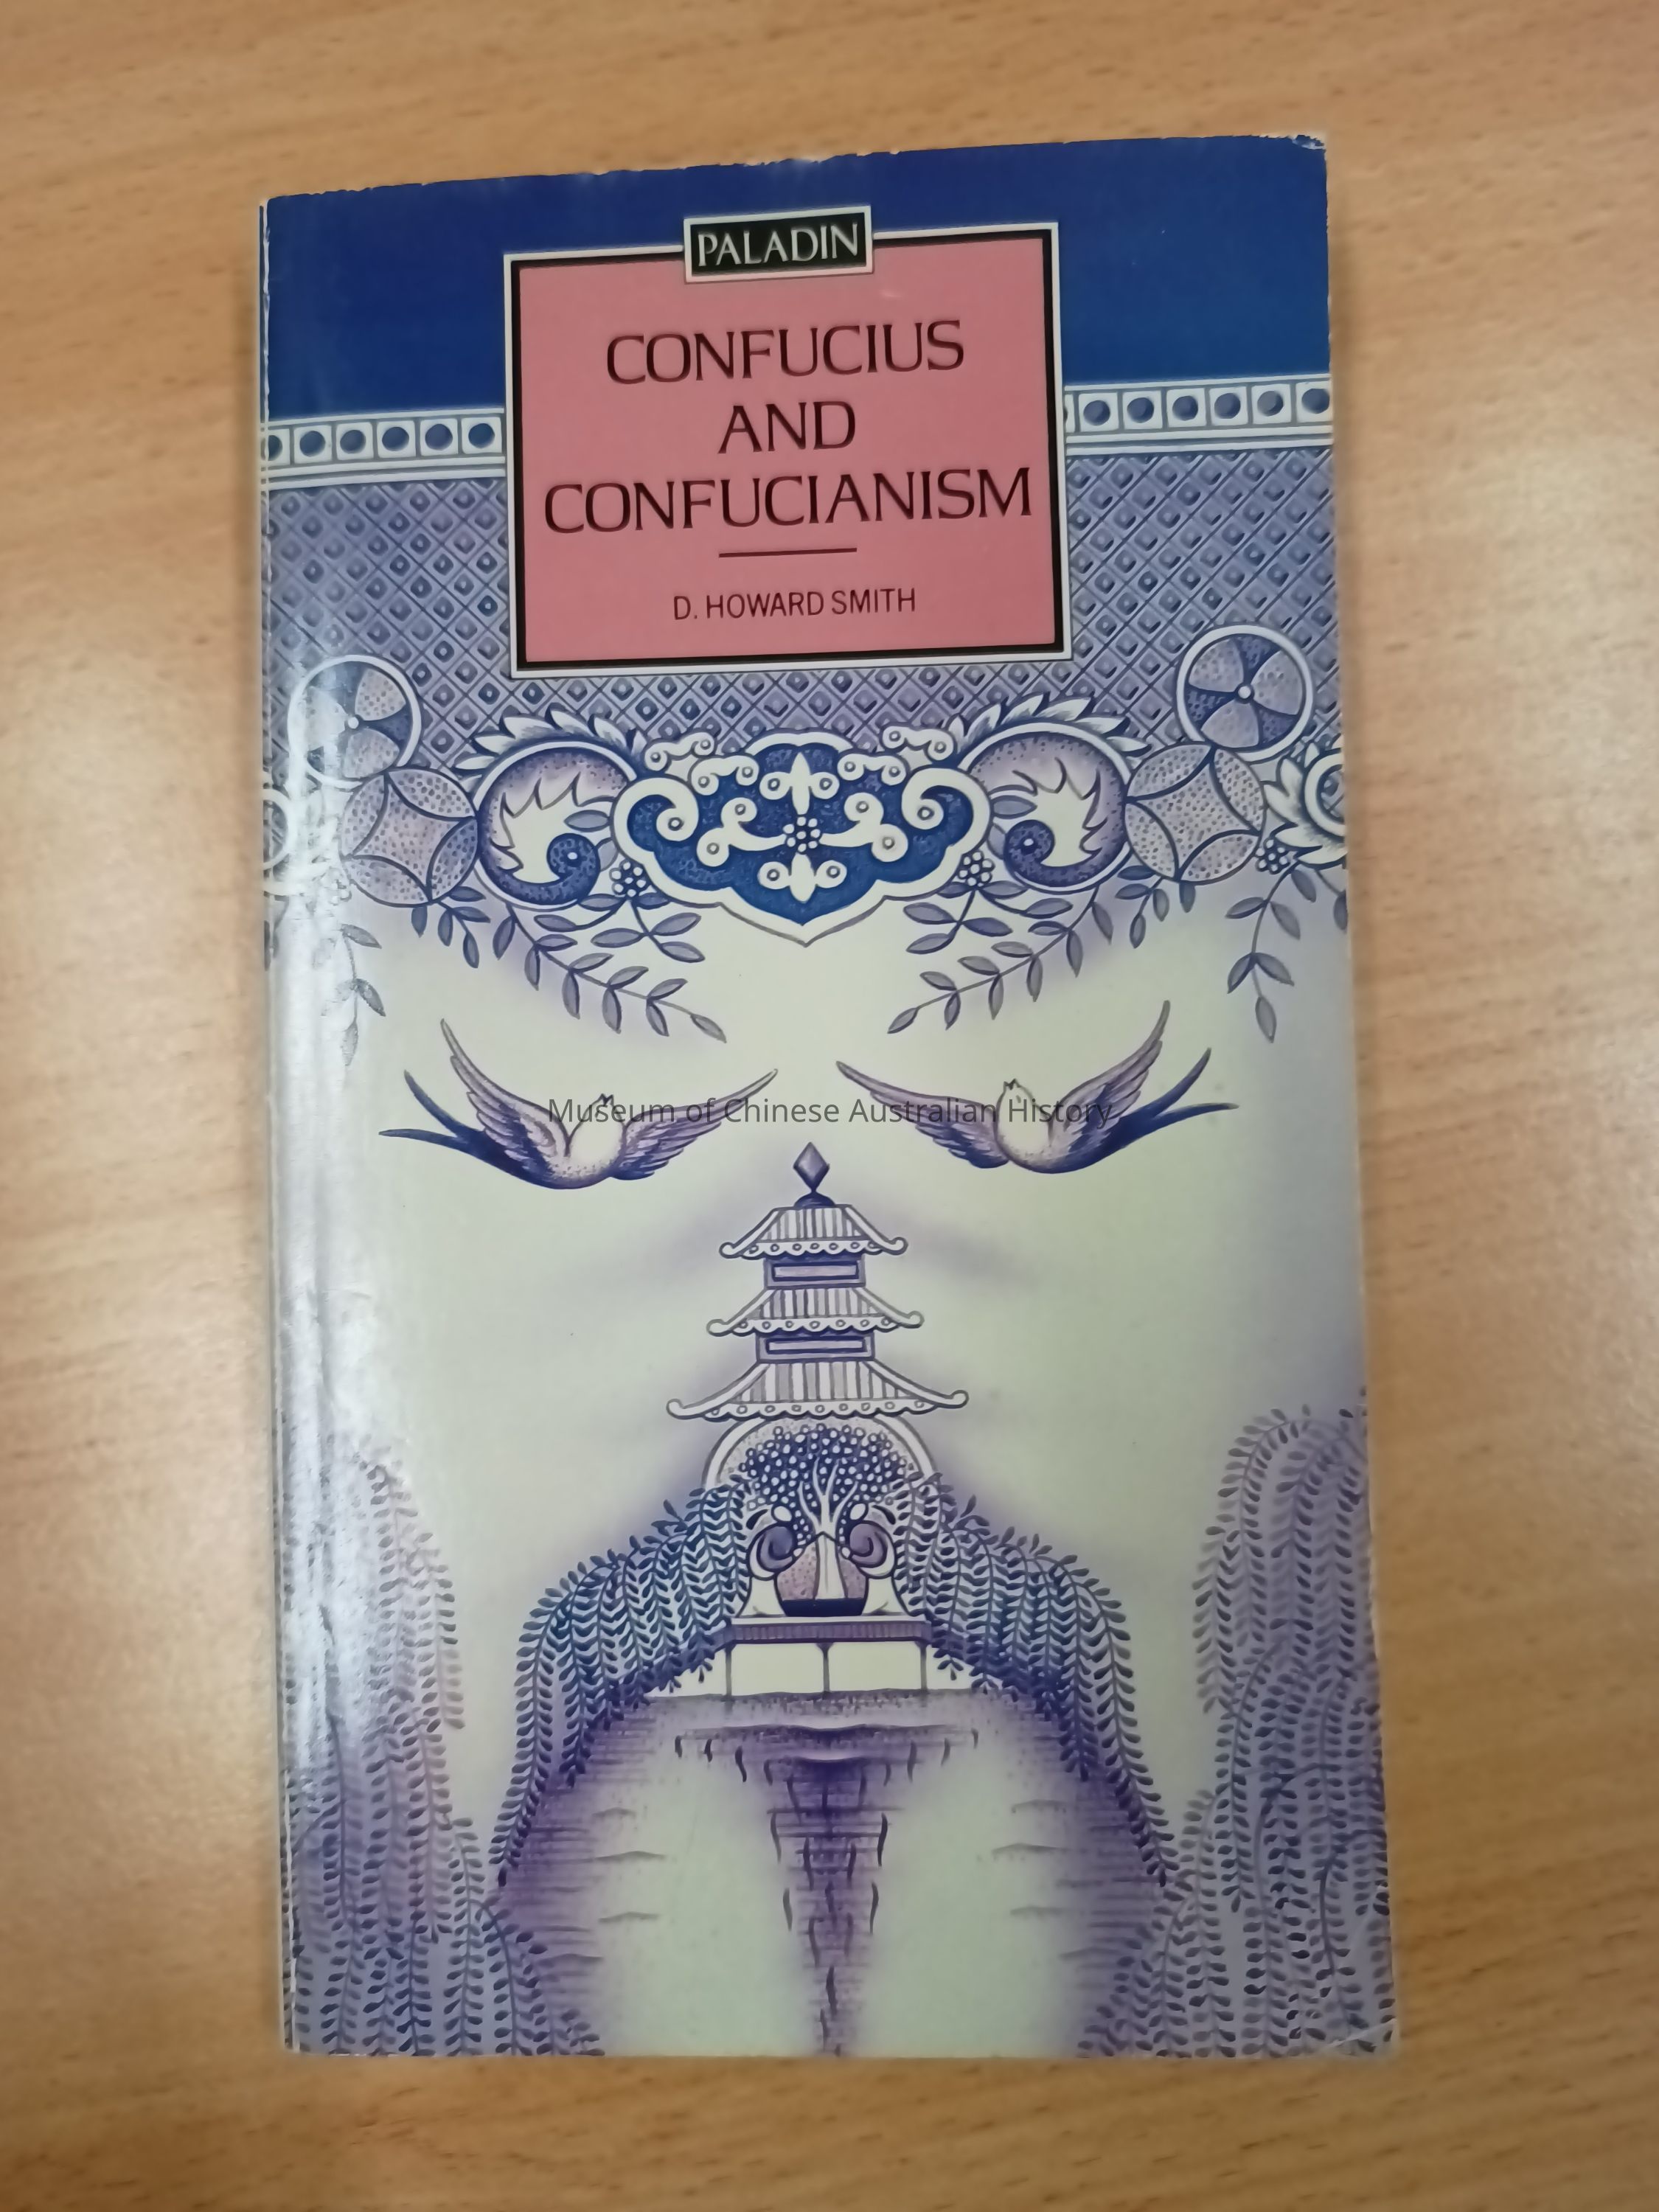 PALADIN
CONFUCIUS
AND
CONFUCIANISM
D. HOWARD SMITH
Museum of Chinese Australian History